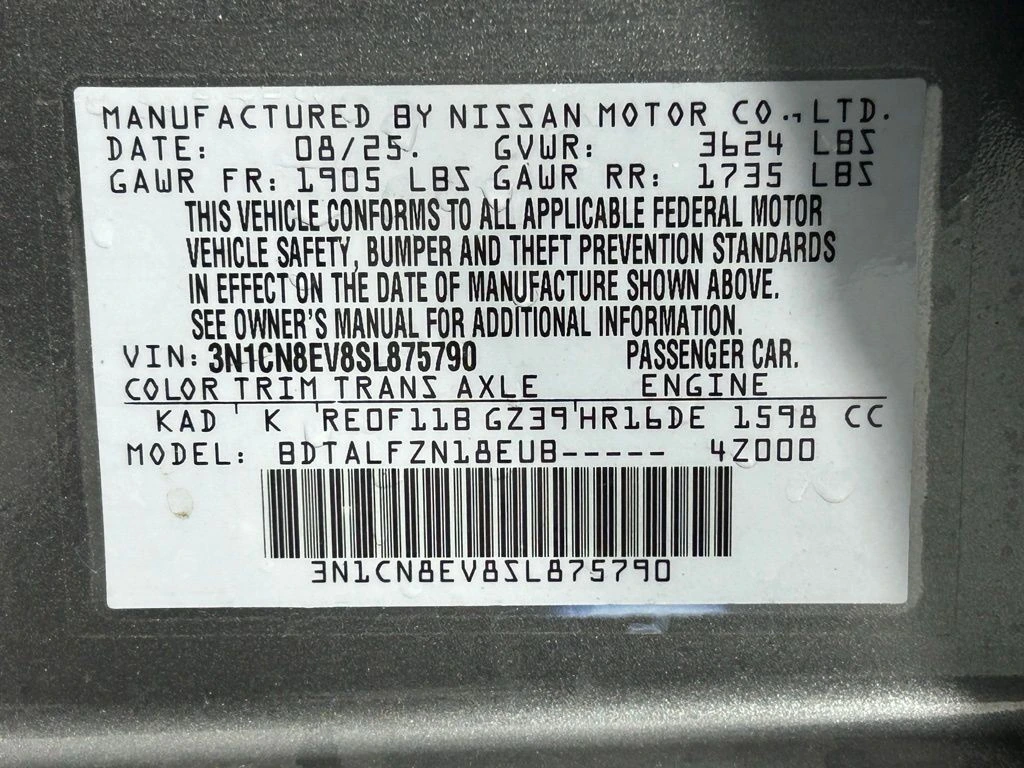 MANUFACTURED BY NISSAN MOTOR CO., LTD.
DATE: 08/25. GVWR: 3624 LBS
GAWR FR: 1905 LBS GAWR RR: 1735 LBS
THIS VEHICLE CONFORMS TO ALL APPLICABLE FEDERAL MOTOR
VEHICLE SAFETY, BUMPER AND THEFT PREVENTION STANDARDS
IN EFFECT ON THE DATE OF MANUFACTURE SHOWN ABOVE.
SEE OWNER'S MANUAL FOR ADDITIONAL INFORMATION.
VIN: 3N1CN8EV8SL875790 PASSENGER CAR.
COLOR TRIM TRANS AXLE ENGINE
KAD ' K ' RE0F11B GZ39'HR16DE 1598 CC
MODEL: BDTALFZN18EUB----- 4Z000
3N1CN8EV8SL875790